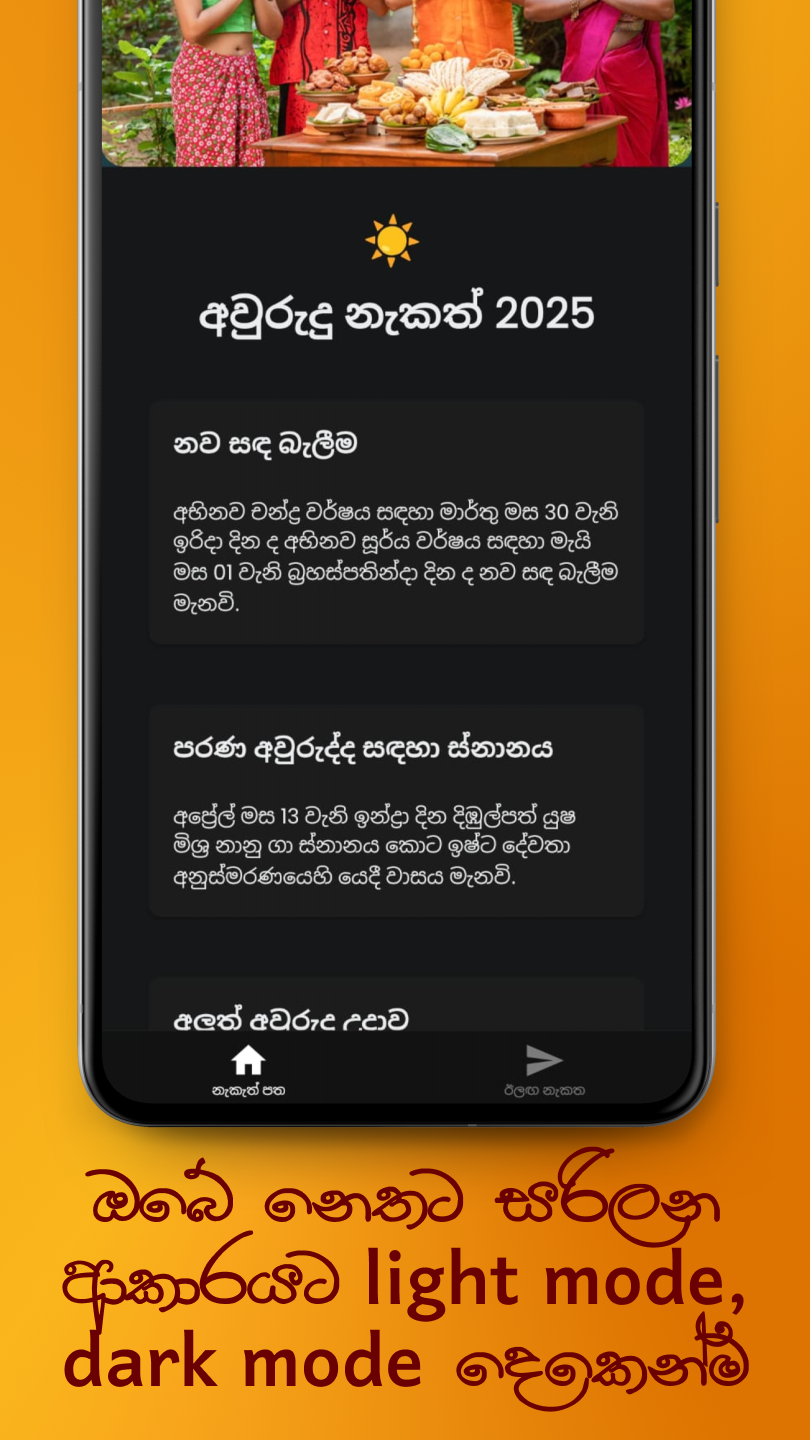 අවුරුදු නැකත් 2025
නව සඳ බැලීම
අභිනව චන්ද්‍ර වර්ෂය සඳහා මාර්තු මස 30 වැනි
ඉරිදා දින ද අභිනව සූර්ය වර්ෂය සඳහා මැයි
මස 01 වැනි බ්‍රහස්පතින්දා දින ද නව සඳ බැලීම
මැනවි.
පරණ අවුරුද්ද සඳහා ස්නානය
අප්‍රේල් මස 13 වැනි ඉන්ද්‍රා දින දිඹුල්පත් යුෂ
මිශ්‍ර නානු ගා ස්නානය කොට ඉෂ්ට දේවතා
අනුස්මරණයෙහි යෙදී වාසය මැනවි.
අලුත් අවුරුදු උදාව
නැකැත් පත
ඊලඟ නැකත
ඔබේ නෙතට සරිලන
ආකාරයට light mode,
dark mode දෙකෙන්ම